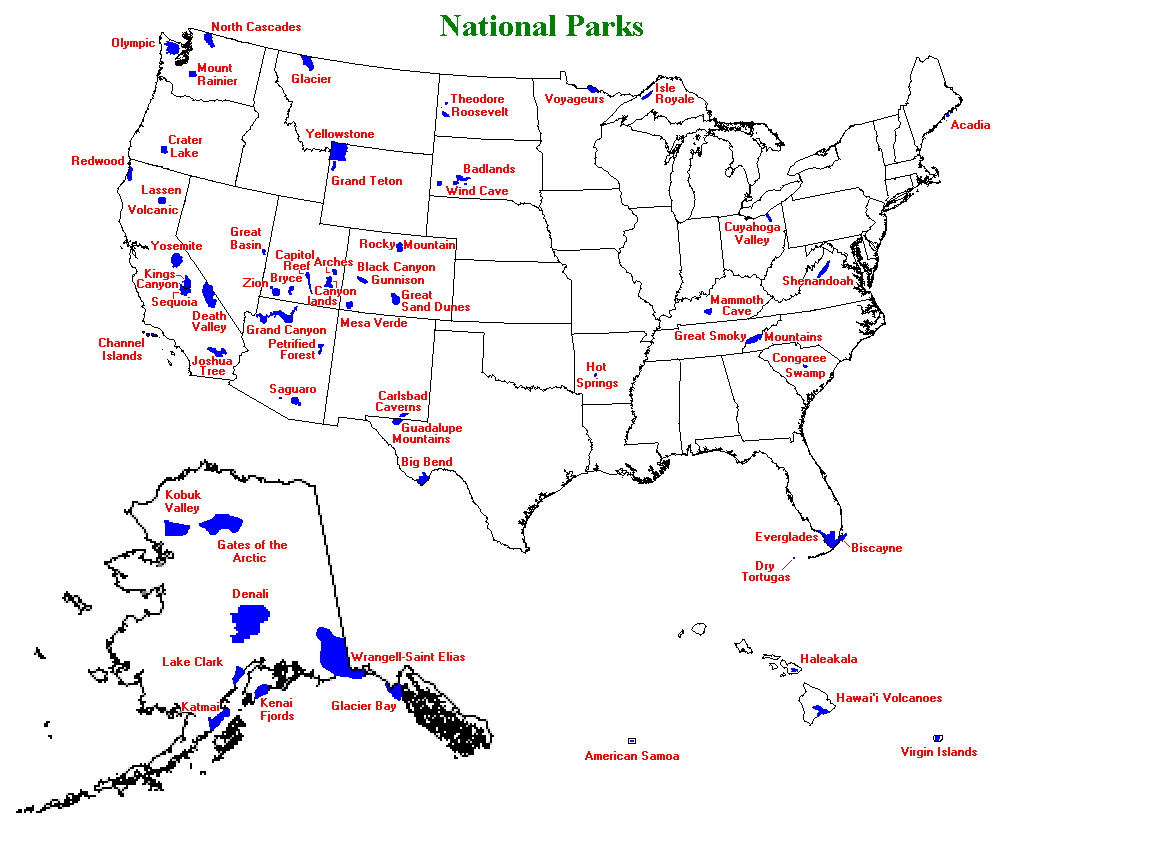 National Parks
North Cascades
Olympic
Mount
Rainier
Glacier
Theodore
Roosevelt
Voyageurs
Isle
Royale
Acadia
Crater
Lake
Yellowstone
Redwood
Grand Teton
Badlands
Wind Cave
Lassen
Volcanic
Cuyahoga
Valley
Great
Basin
Yosemite
Rocky Mountain
Capitol
Reef
Arches
Black Canyon
Gunnison
Kings
Canyon
Zion
Bryce
Canyon
lands
Shenandoah
Sequoia
Death
Valley
Great
Sand Dunes
Mammoth
Cave
Mesa Verde
Grand Canyon
Great Smoky Mountains
Channel
Islands
Petrified
Forest
Joshua
Tree
Congaree
Swamp
Hot
Springs
Saguaro
Carlsbad
Caverns
Guadalupe
Mountains
Big Bend
Kobuk
Valley
Gates of the
Arctic
Everglades
Biscayne
Dry
Tortugas
Denali
Lake Clark
Wrangell-Saint Elias
Haleakala
Katmai
Kenai
Fjords
Glacier Bay
Hawai'i Volcanoes
American Samoa
Virgin Islands